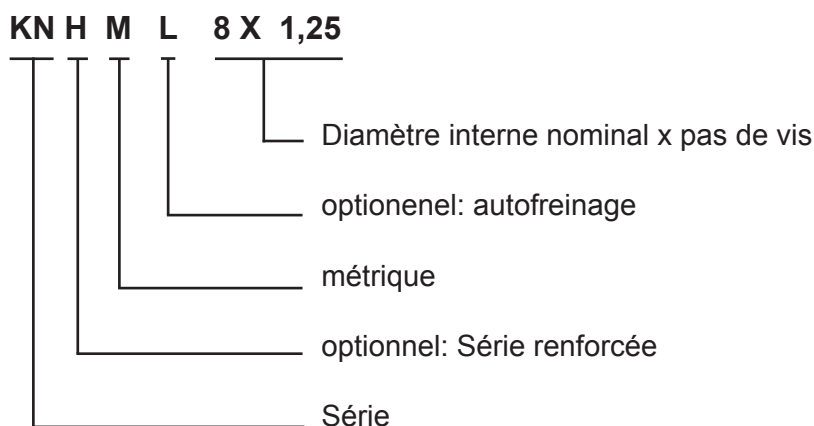 KN H M L 8 X 1,25
Diamètre interne nominal x pas de vis
optionenel: autofreinage
métrique
optionnel: Série renforcée
Série